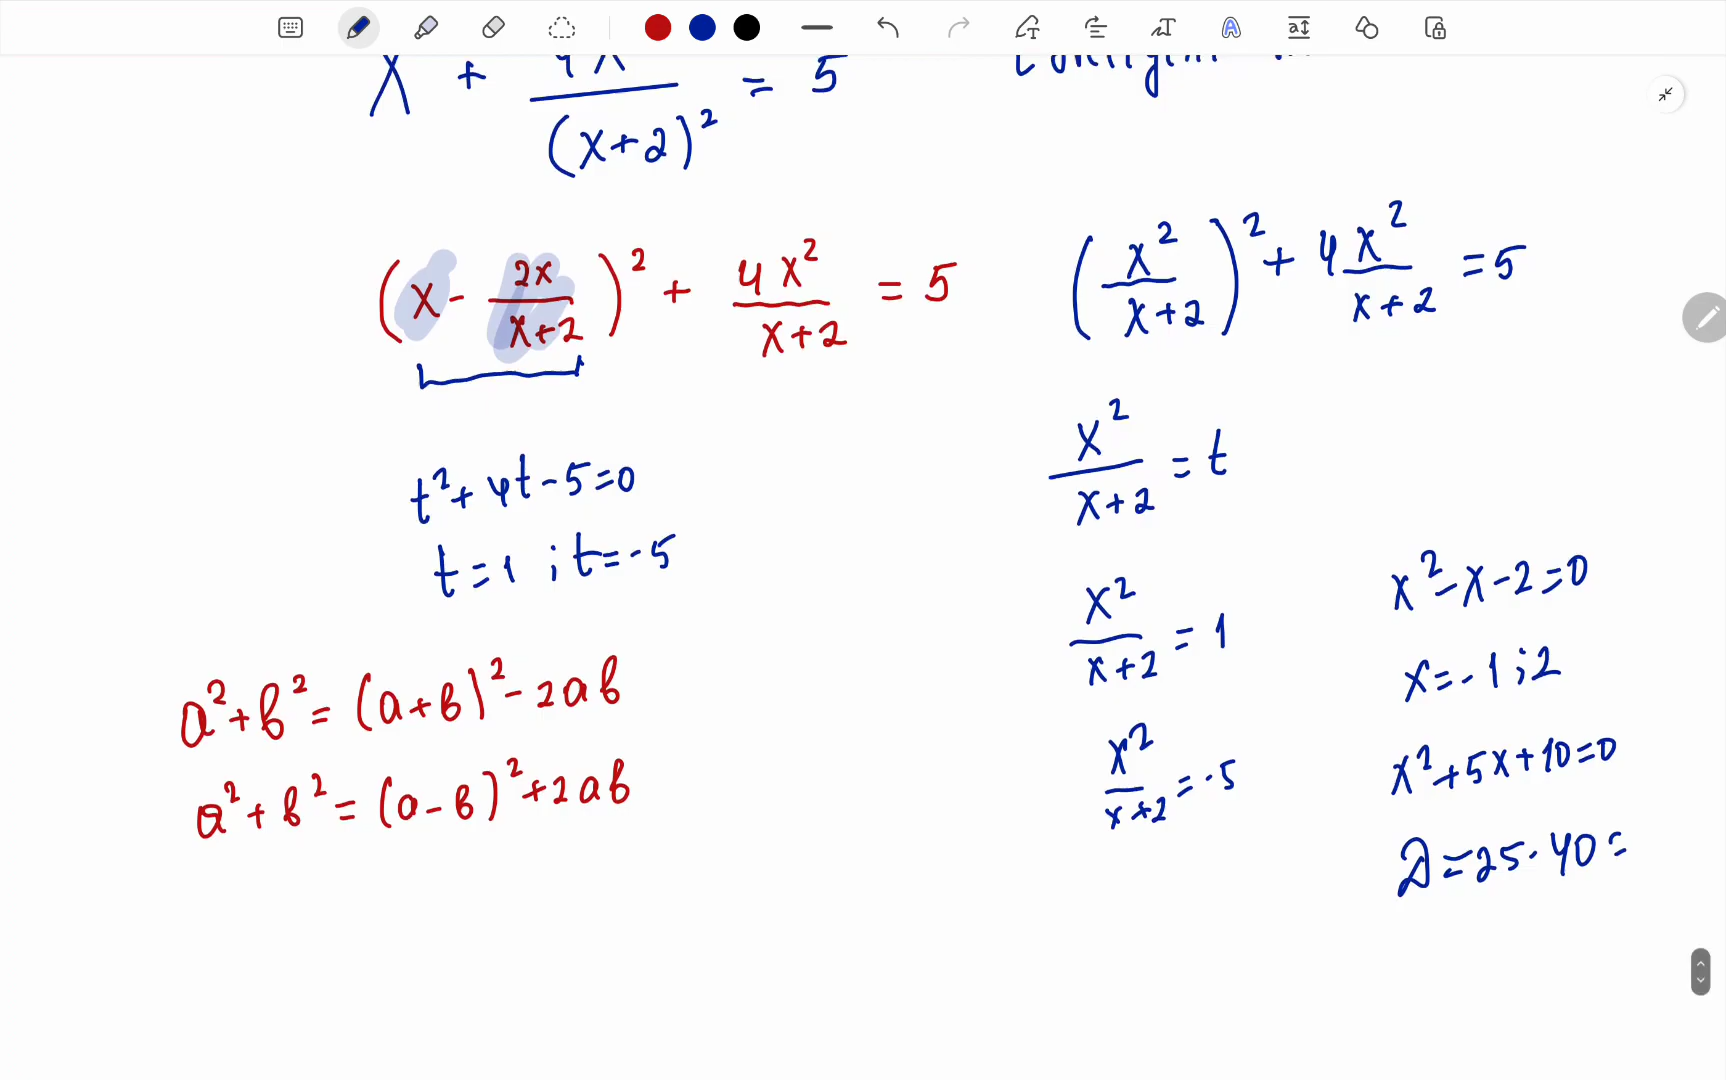 x + 4x / (x+2)² = 5
(x - 2x/(x+2))² + 4x²/(x+2) = 5
(x²/(x+2))² + 4x²/(x+2) = 5
t² + 4t - 5 = 0
t = 1 ; t = -5
a² + b² = (a+b)² - 2ab
a² + b² = (a-b)² + 2ab
x²/(x+2) = t
x²/(x+2) = 1
x²/(x+2) = -5
x² - x - 2 = 0
x = -1 ; 2
x² + 5x + 10 = 0
D = 25 - 40 =